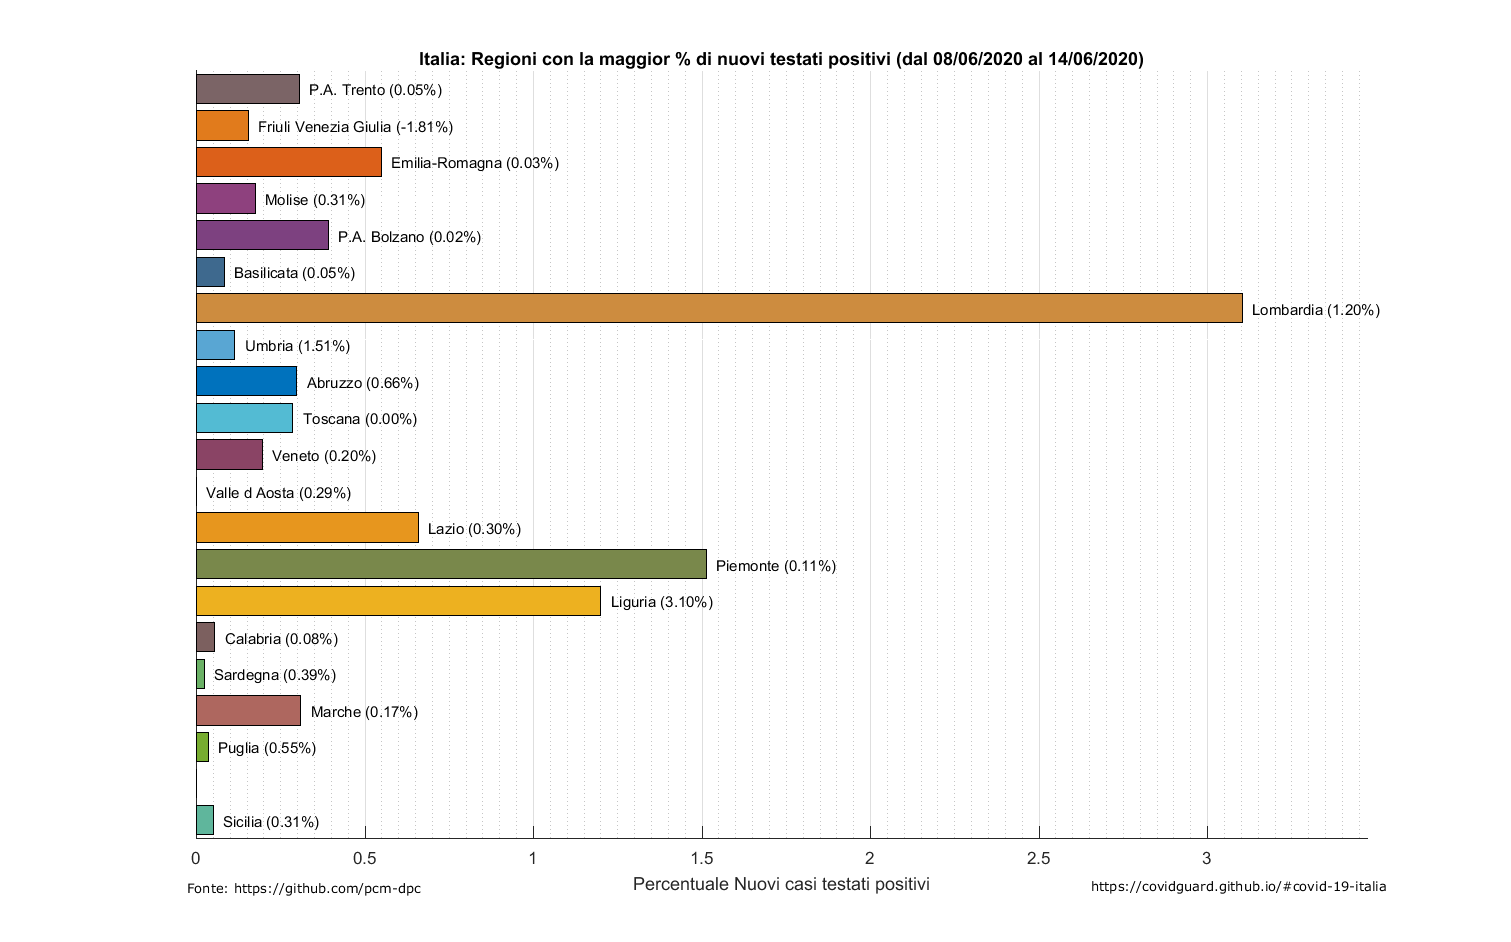 Italia: Regioni con la maggior % di nuovi testati positivi (dal 08/06/2020 al 14/06/2020)
P.A. Trento (0.05%)
Friuli Venezia Giulia (-1.81%)
Emilia-Romagna (0.03%)
Molise (0.31%)
P.A. Bolzano (0.02%)
Basilicata (0.05%)
Lombardia (1.20%)
Umbria (1.51%)
Abruzzo (0.66%)
Toscana (0.00%)
Veneto (0.20%)
Valle d Aosta (0.29%)
Lazio (0.30%)
Piemonte (0.11%)
Liguria (3.10%)
Calabria (0.08%)
Sardegna (0.39%)
Marche (0.17%)
Puglia (0.55%)
Sicilia (0.31%)
0 0.5 1 1.5 2 2.5 3
Percentuale Nuovi casi testati positivi
Fonte: https://github.com/pcm-dpc
https://covidguard.github.io/#covid-19-italia